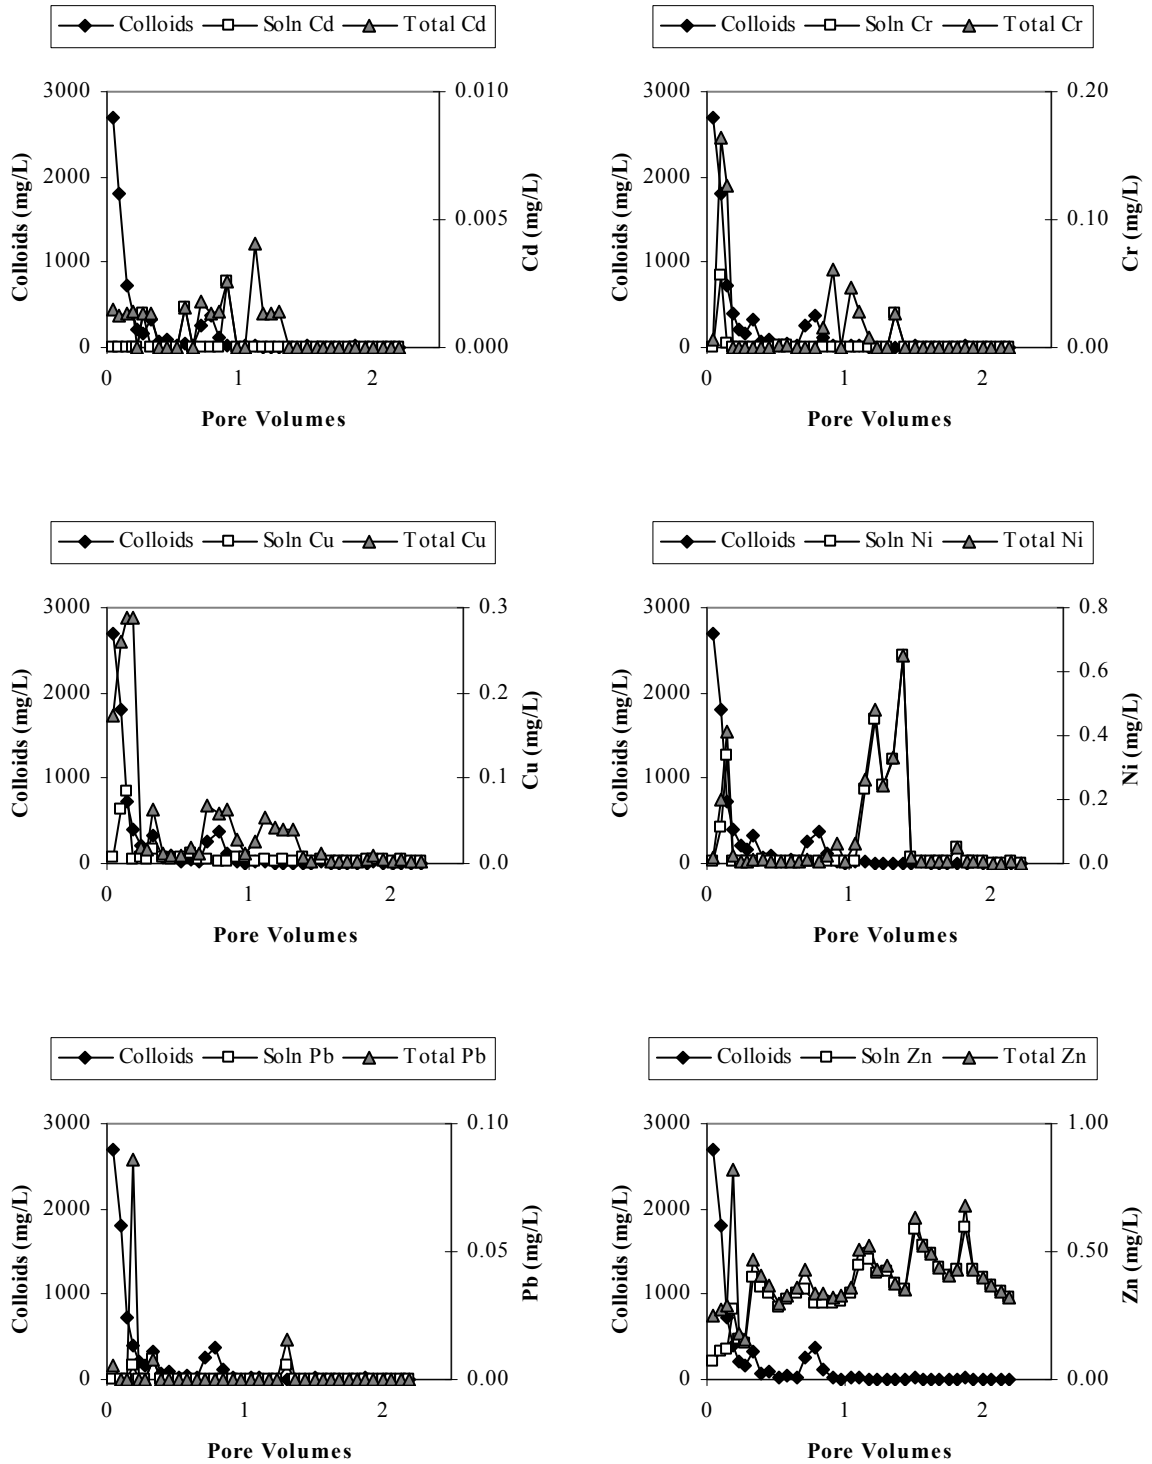 Colloids Soln Cd Total Cd
3000 0.010
2000
0.005
1000
0 0.000
0 1 2
Colloids (mg/L)
Cd (mg/L)
Pore Volumes
Colloids Soln Cr Total Cr
3000 0.20
2000
0.10
1000
0 0.00
0 1 2
Colloids (mg/L)
Cr (mg/L)
Pore Volumes
Colloids Soln Cu Total Cu
3000 0.3
2000 0.2
1000 0.1
0 0.0
0 1 2
Colloids (mg/L)
Cu (mg/L)
Pore Volumes
Colloids Soln Ni Total Ni
3000 0.8
0.6
2000
0.4
1000
0.2
0 0.0
0 1 2
Colloids (mg/L)
Ni (mg/L)
Pore Volumes
Colloids Soln Pb Total Pb
3000 0.10
2000
0.05
1000
0 0.00
0 1 2
Colloids (mg/L)
Pb (mg/L)
Pore Volumes
Colloids Soln Zn Total Zn
3000 1.00
2000
0.50
1000
0 0.00
0 1 2
Colloids (mg/L)
Zn (mg/L)
Pore Volumes